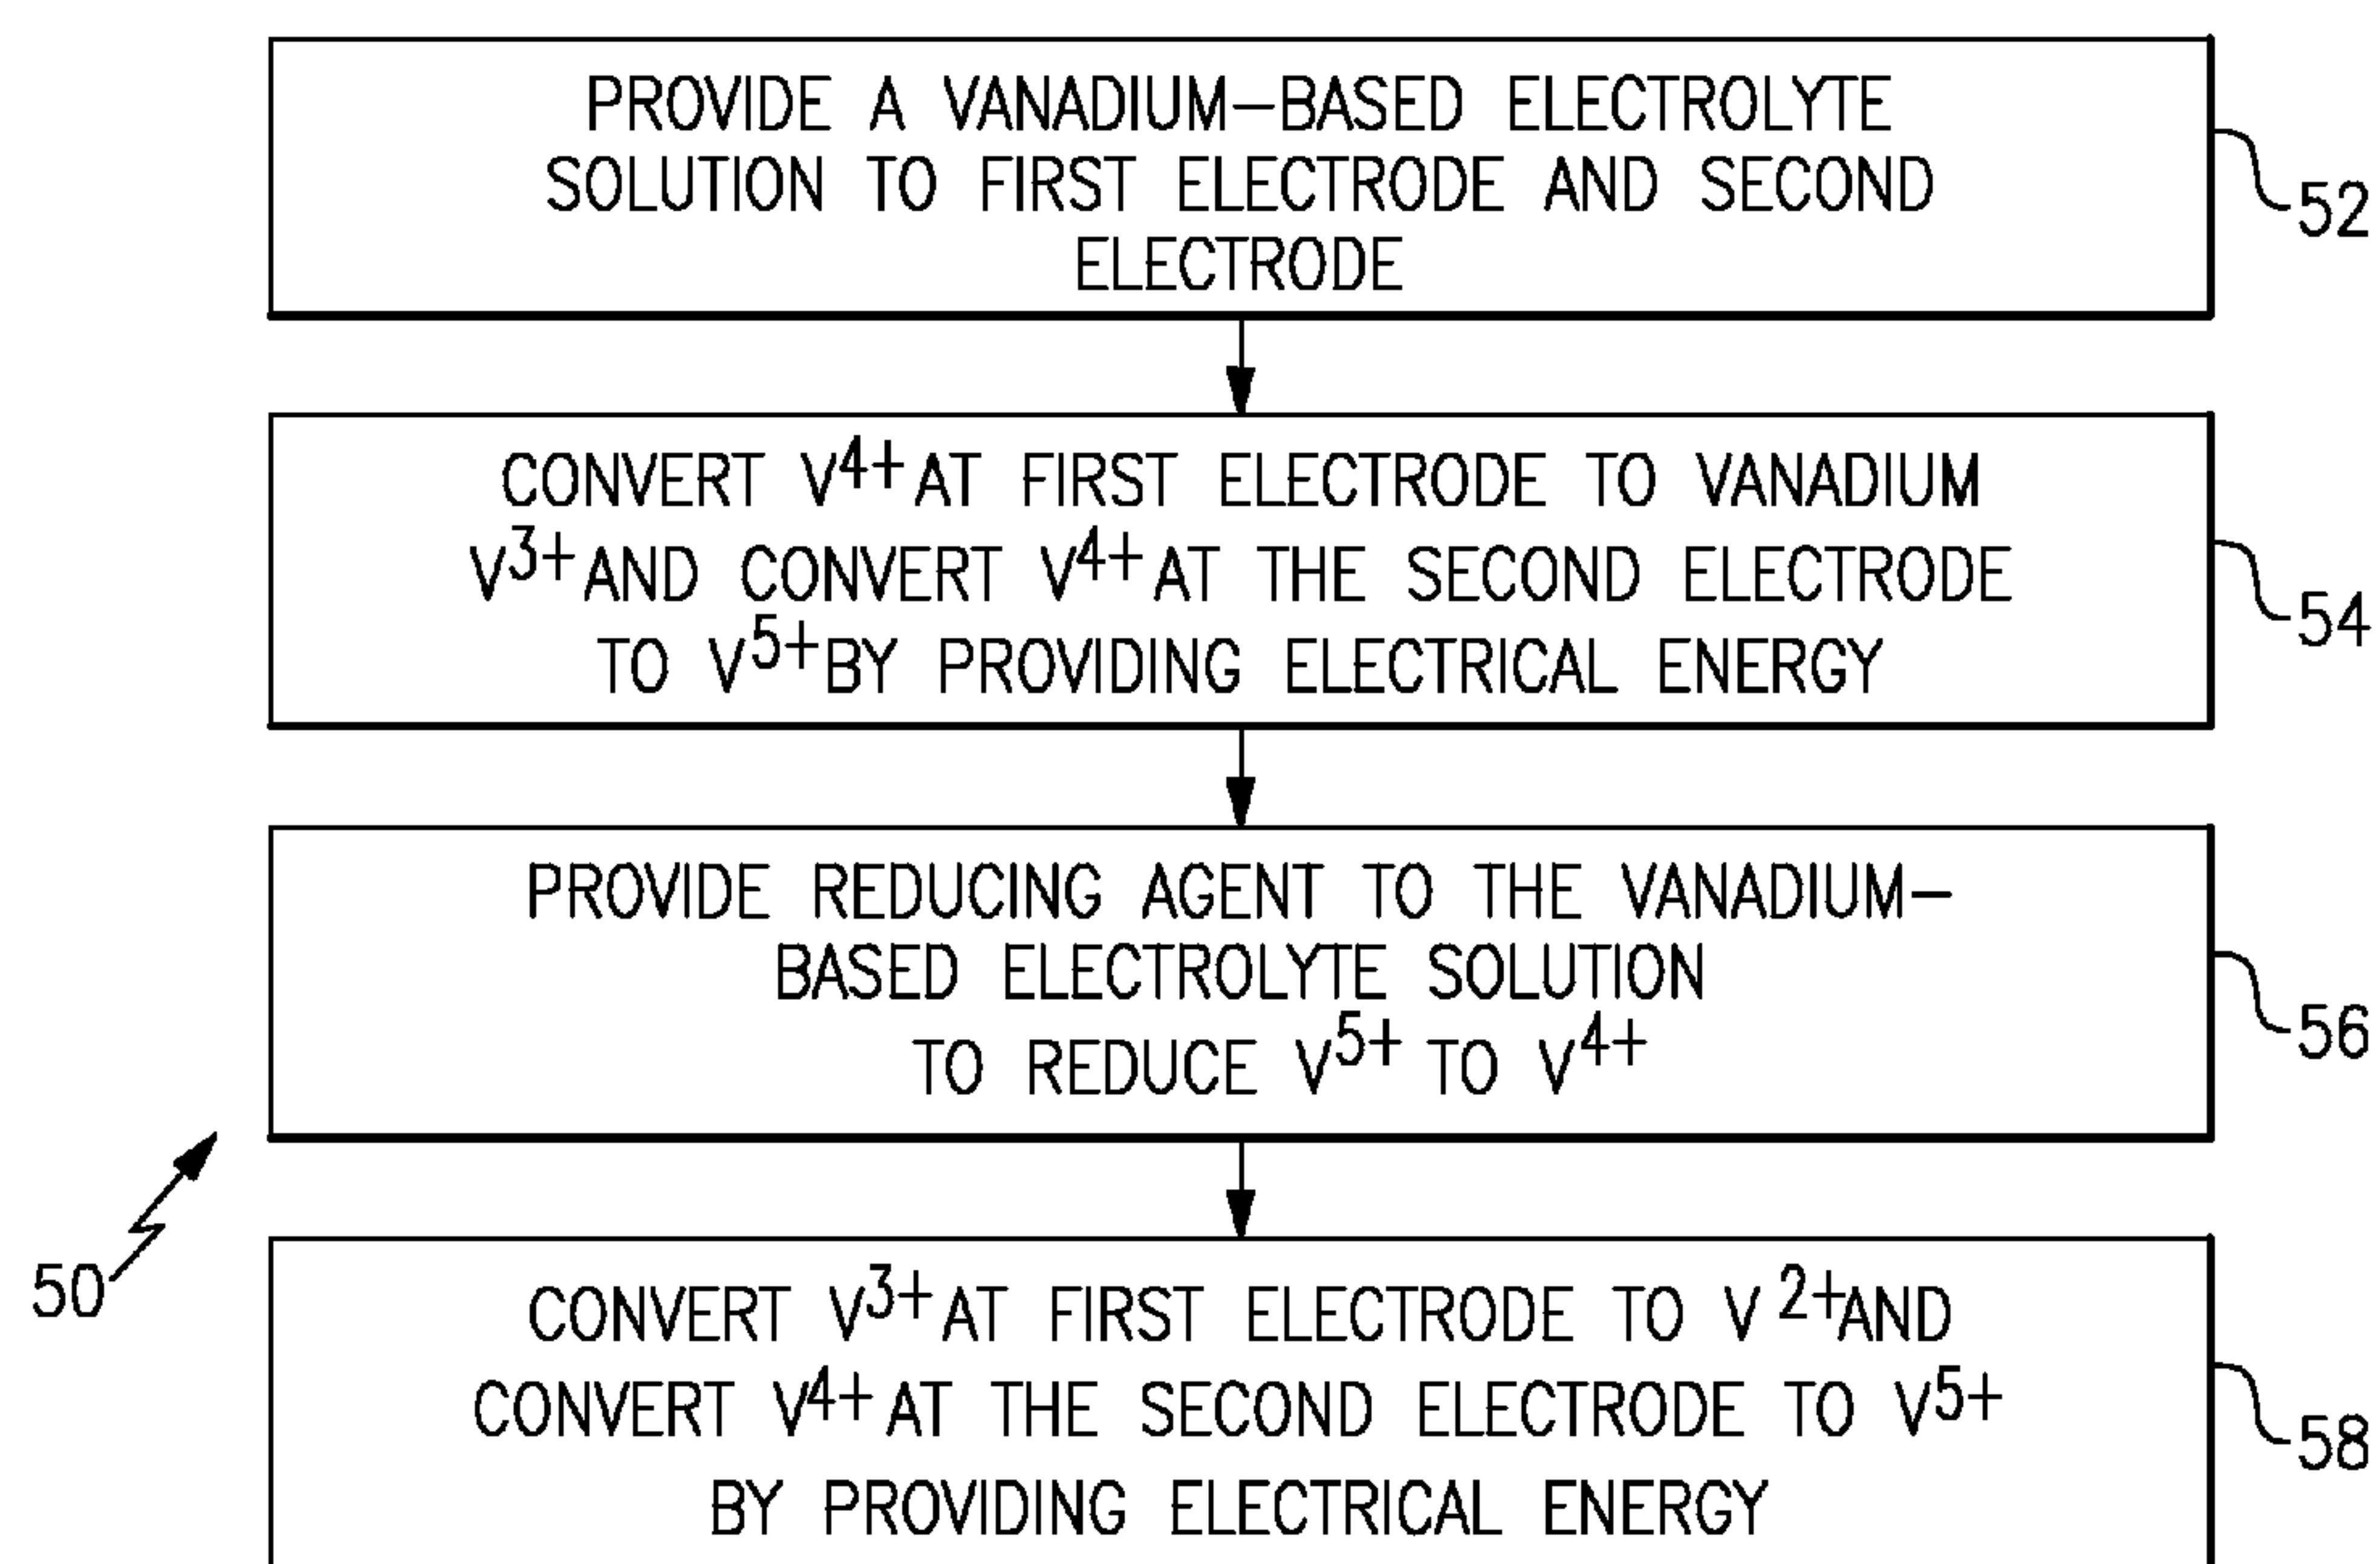 PROVIDE A VANADIUM-BASED ELECTROLYTE
SOLUTION TO FIRST ELECTRODE AND SECOND
ELECTRODE
52
CONVERT V⁴⁺ AT FIRST ELECTRODE TO VANADIUM
V³⁺ AND CONVERT V⁴⁺ AT THE SECOND ELECTRODE
TO V⁵⁺ BY PROVIDING ELECTRICAL ENERGY
54
PROVIDE REDUCING AGENT TO THE VANADIUM-
BASED ELECTROLYTE SOLUTION
TO REDUCE V⁵⁺ TO V⁴⁺
56
50
CONVERT V³⁺ AT FIRST ELECTRODE TO V²⁺ AND
CONVERT V⁴⁺ AT THE SECOND ELECTRODE TO V⁵⁺
BY PROVIDING ELECTRICAL ENERGY
58